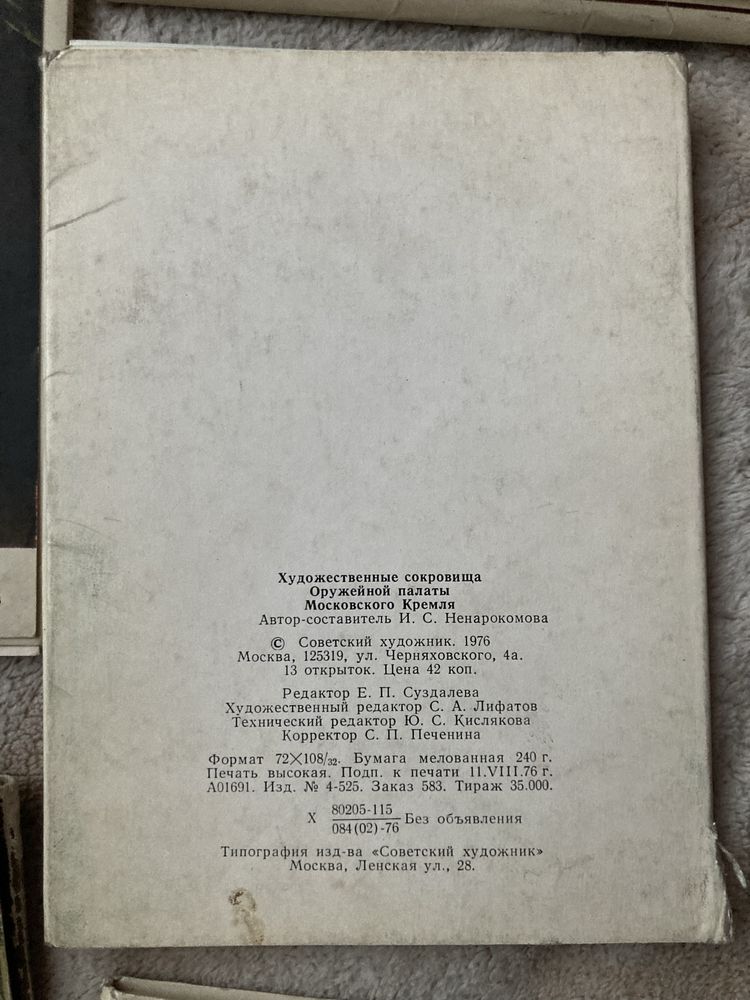 Художественные сокровища
Оружейной палаты
Московского Кремля
Автор-составитель И. С. Ненарокомова
© Советский художник. 1976
Москва, 125319, ул. Черняховского, 4а.
13 открыток. Цена 42 коп.
Редактор Е. П. Суздалева
Художественный редактор С. А. Лифатов
Технический редактор Ю. С. Кислякова
Корректор С. П. Печенина
Формат 72×108/32. Бумага мелованная 240 г.
Печать высокая. Подп. к печати 11.VIII.76 г.
А01691. Изд. № 4-525. Заказ 583. Тираж 35.000.
X 80205-115/084(02)-76 Без объявления
Типография изд-ва «Советский художник»
Москва, Ленская ул., 28.